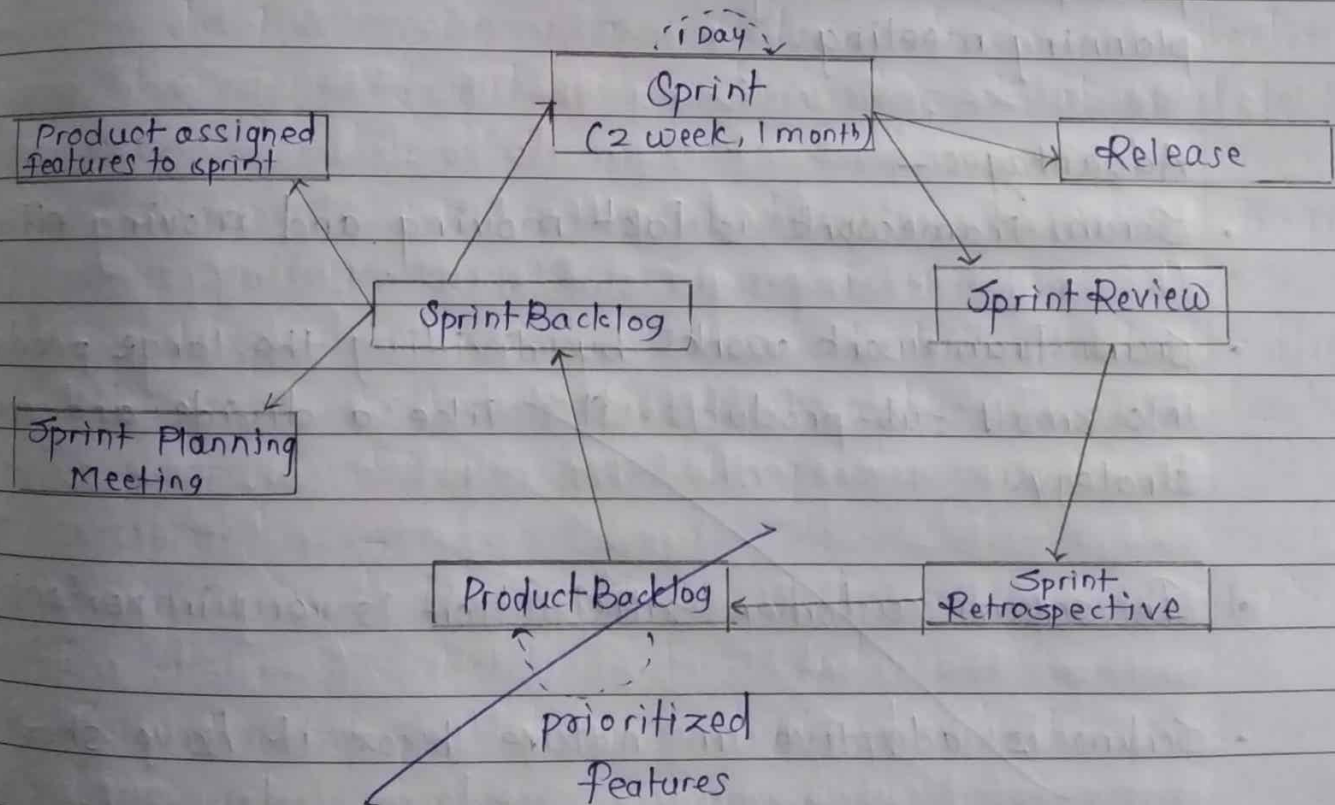 1 Day
Sprint
(2 week, 1 month)
Product assigned
features to sprint
Release
Sprint Backlog
Sprint Review
Sprint Planning
Meeting
Product Backlog
Sprint
Retrospective
prioritized
features